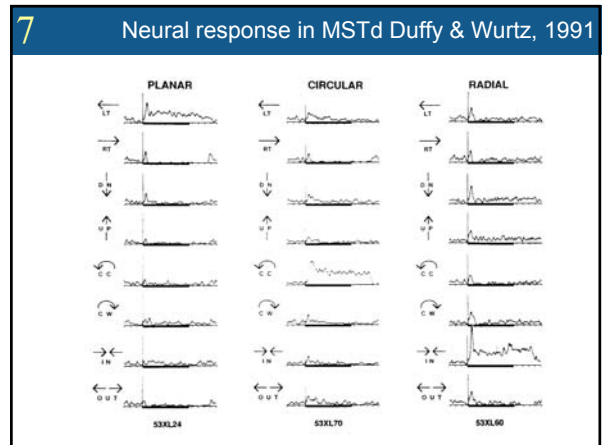 7 Neural response in MSTd Duffy & Wurtz, 1991
PLANAR CIRCULAR RADIAL
LT LT LT
RT RT RT
DN DN DN
UP UP UP
CC CC CC
CW CW CW
IN IN IN
OUT OUT OUT
53XL24 53XL70 53XL60